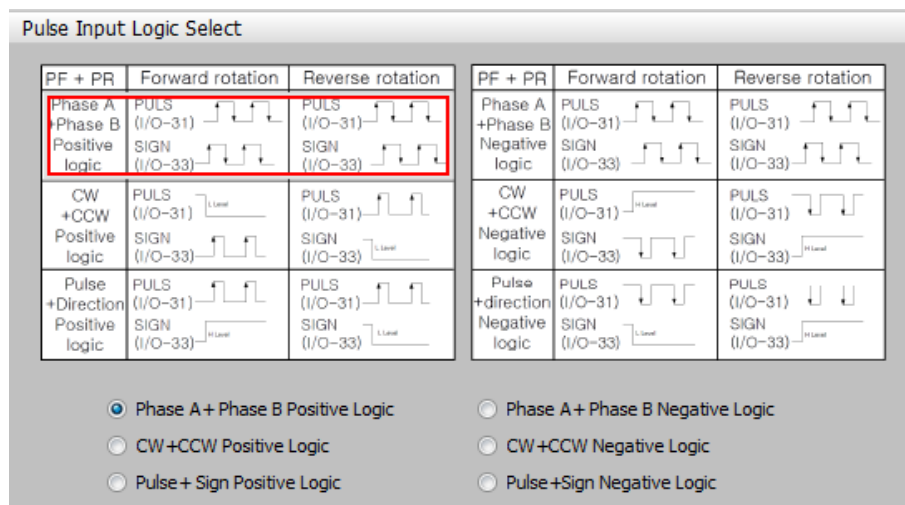 Pulse Input Logic Select
PF + PR Forward rotation Reverse rotation
Phase A
+Phase B
Positive
logic
PULS
(I/O-31)
SIGN
(I/O-33)
PULS
(I/O-31)
SIGN
(I/O-33)
CW
+CCW
Positive
logic
PULS
(I/O-31)
L Level
SIGN
(I/O-33)
PULS
(I/O-31)
SIGN
(I/O-33)
L Level
Pulse
+Direction
Positive
logic
PULS
(I/O-31)
SIGN
(I/O-33)
H Level
PULS
(I/O-31)
SIGN
(I/O-33)
L Level
PF + PR Forward rotation Reverse rotation
Phase A
+Phase B
Negative
logic
PULS
(I/O-31)
SIGN
(I/O-33)
PULS
(I/O-31)
SIGN
(I/O-33)
CW
+CCW
Negative
logic
PULS
(I/O-31)
H Level
SIGN
(I/O-33)
PULS
(I/O-31)
SIGN
(I/O-33)
H Level
Pulse
+direction
Negative
logic
PULS
(I/O-31)
SIGN
(I/O-33)
L Level
PULS
(I/O-31)
SIGN
(I/O-33)
H Level
Phase A+ Phase B Positive Logic
Phase A+ Phase B Negative Logic
CW+CCW Positive Logic
CW+CCW Negative Logic
Pulse+ Sign Positive Logic
Pulse+Sign Negative Logic